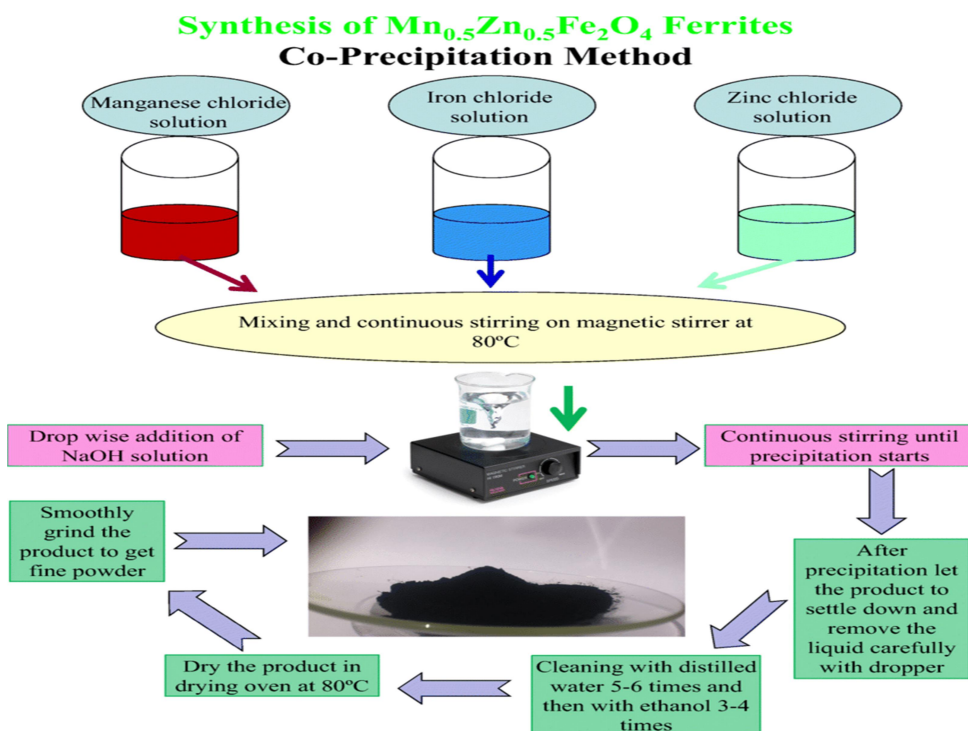 Synthesis of Mn0.5Zn0.5Fe2O4 Ferrites
Co-Precipitation Method
Manganese chloride
solution
Iron chloride
solution
Zinc chloride
solution
Mixing and continuous stirring on magnetic stirrer at
80ºC
Drop wise addition of
NaOH solution
Continuous stirring until
precipitation starts
After
precipitation let
the product to
settle down and
remove the
liquid carefully
with dropper
Cleaning with distilled
water 5-6 times and
then with ethanol 3-4
times
Dry the product in
drying oven at 80ºC
Smoothly
grind the
product to get
fine powder